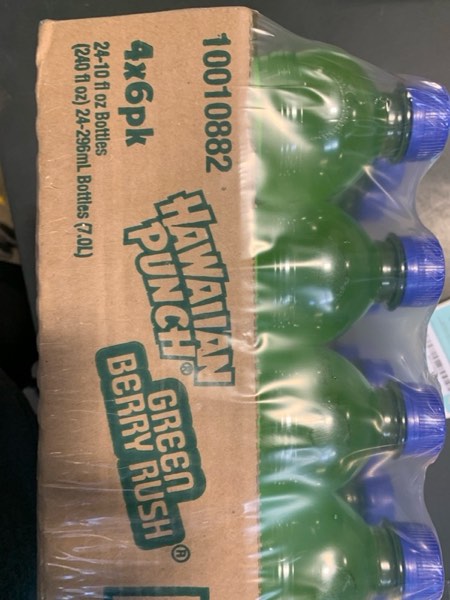 10010882
4x6pk
24-10 fl oz Bottles
(240 fl oz) 24-296mL Bottles (7.0L)
HAWAIIAN
PUNCH®
GREEN
BERRY RUSH®